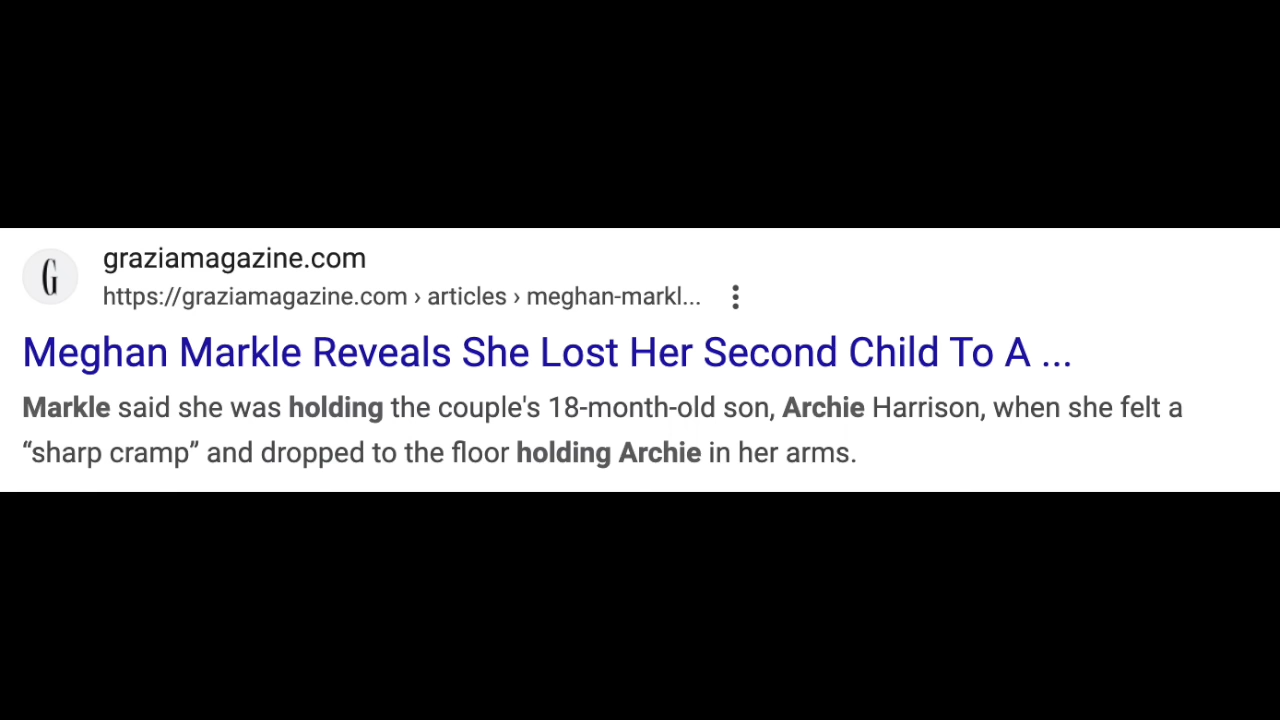 G
graziamagazine.com
https://graziamagazine.com › articles › meghan-markl...
Meghan Markle Reveals She Lost Her Second Child To A ...
Markle said she was holding the couple's 18-month-old son, Archie Harrison, when she felt a
“sharp cramp” and dropped to the floor holding Archie in her arms.